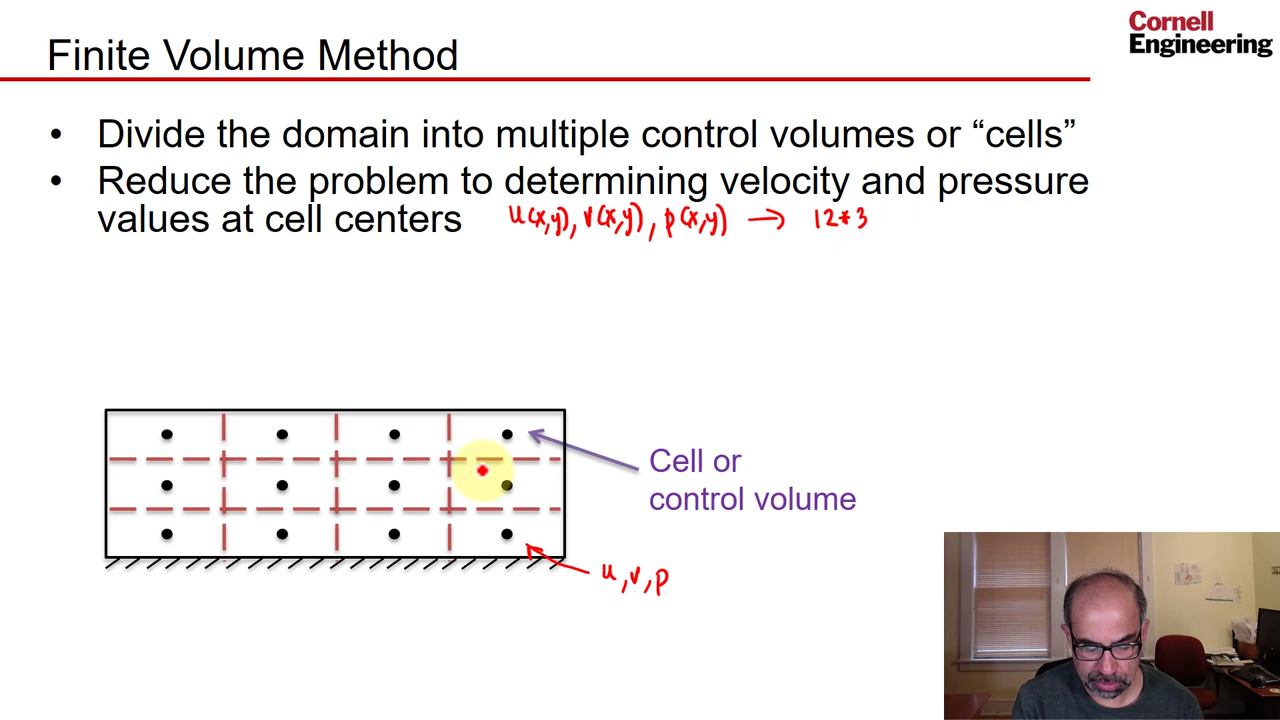 Cornell
Engineering
Finite Volume Method
• Divide the domain into multiple control volumes or “cells”
• Reduce the problem to determining velocity and pressure
values at cell centers u(x,y), v(x,y), p(x,y) → 12*3
Cell or
control volume
u, v, p